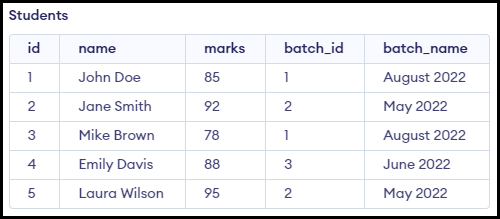 Students
id name marks batch_id batch_name
1 John Doe 85 1 August 2022
2 Jane Smith 92 2 May 2022
3 Mike Brown 78 1 August 2022
4 Emily Davis 88 3 June 2022
5 Laura Wilson 95 2 May 2022